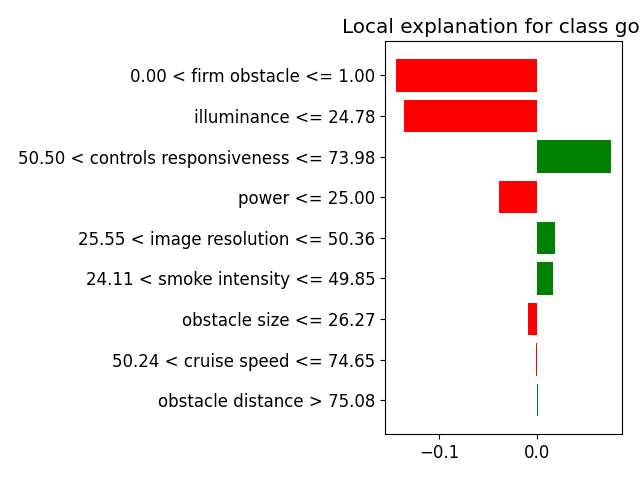 Local explanation for class go
0.00 < firm obstacle <= 1.00
illuminance <= 24.78
50.50 < controls responsiveness <= 73.98
power <= 25.00
25.55 < image resolution <= 50.36
24.11 < smoke intensity <= 49.85
obstacle size <= 26.27
50.24 < cruise speed <= 74.65
obstacle distance > 75.08
−0.1 0.0